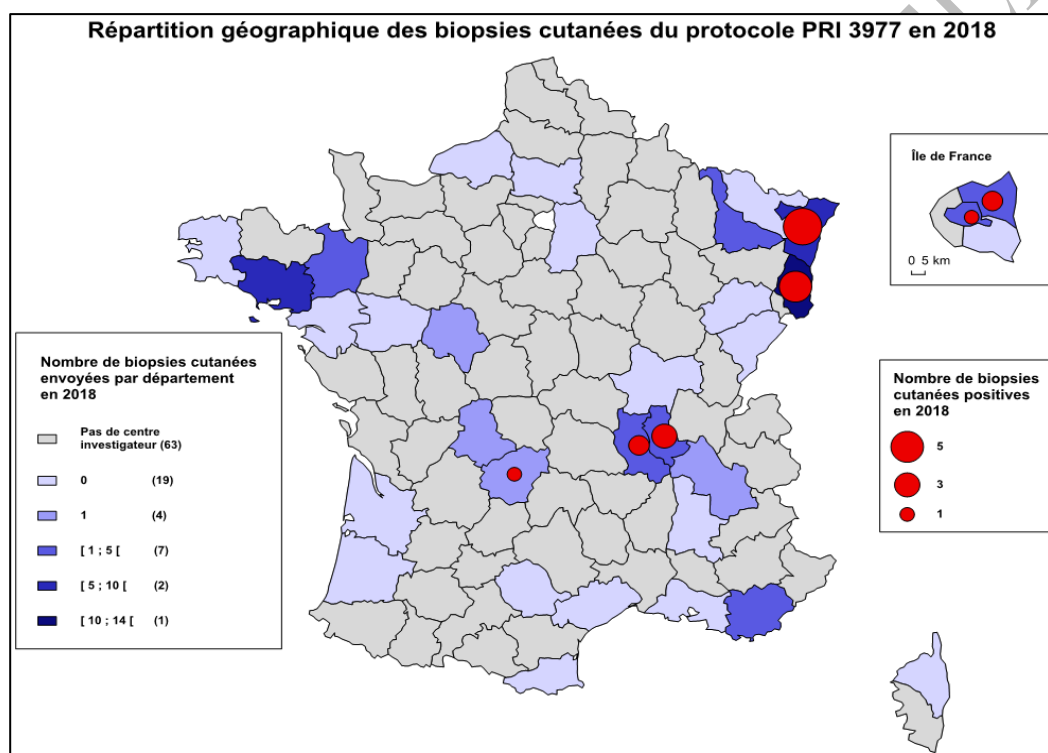 Répartition géographique des biopsies cutanées du protocole PRI 3977 en 2018
Île de France
0 5 km
Nombre de biopsies cutanées
envoyées par département
en 2018
Pas de centre
investigateur (63)
0 (19)
1 (4)
[ 1 ; 5 [ (7)
[ 5 ; 10 [ (2)
[ 10 ; 14 [ (1)
Nombre de biopsies
cutanées positives
en 2018
5
3
1